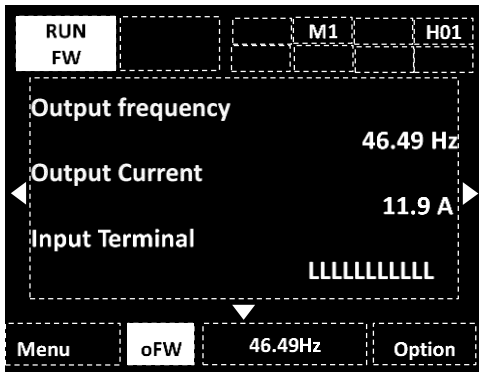 RUN M1 H01
FW
Output frequency
46.49 Hz
Output Current
11.9 A
Input Terminal
LLLLLLLLLLL
Menu oFW 46.49Hz Option